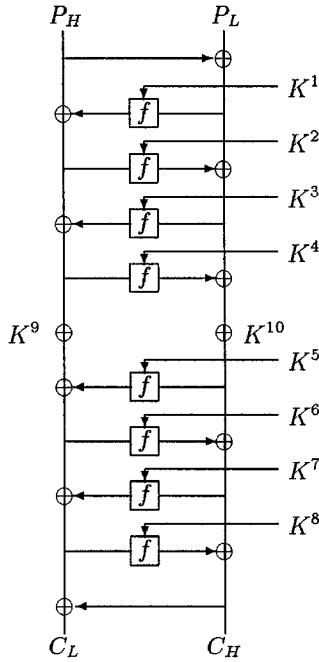 P_H P_L
K^1
f
K^2
f
K^3
f
K^4
f
K^9 K^10
K^5
f
K^6
f
K^7
f
K^8
f
C_L C_H